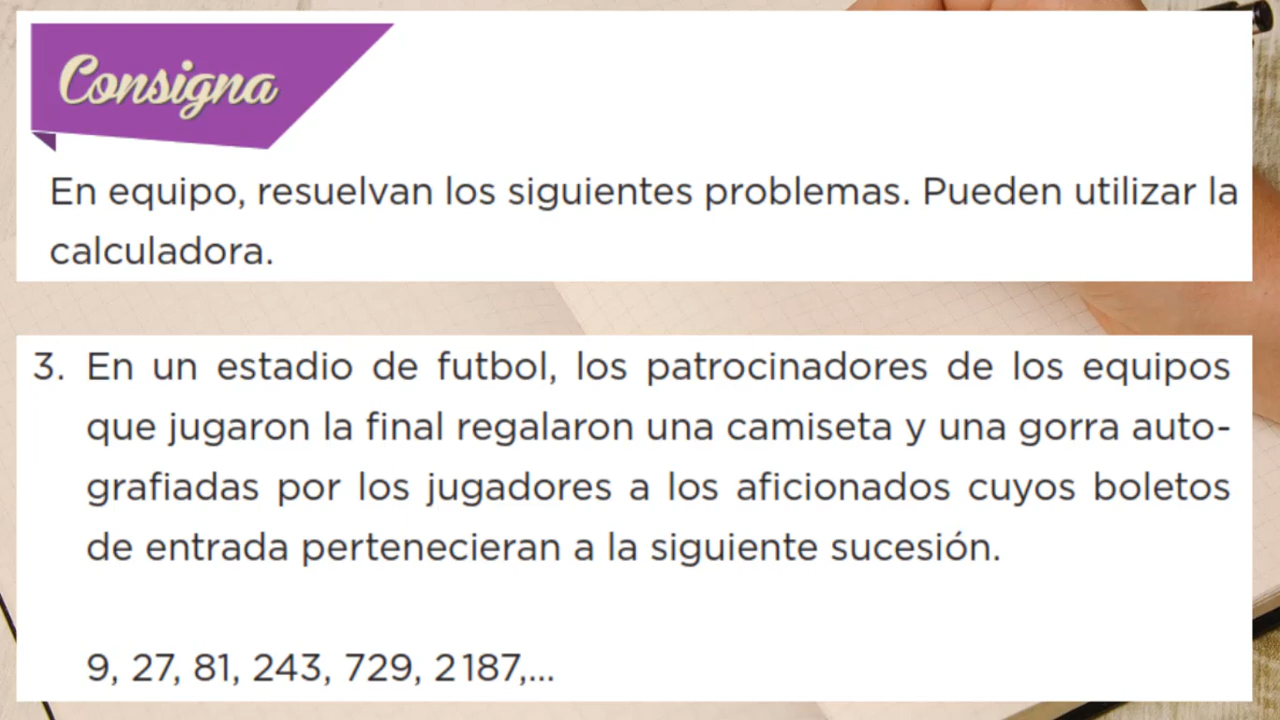 Consigna
En equipo, resuelvan los siguientes problemas. Pueden utilizar la
calculadora.
3. En un estadio de futbol, los patrocinadores de los equipos
que jugaron la final regalaron una camiseta y una gorra auto-
grafiadas por los jugadores a los aficionados cuyos boletos
de entrada pertenecieran a la siguiente sucesión.
9, 27, 81, 243, 729, 2187,...